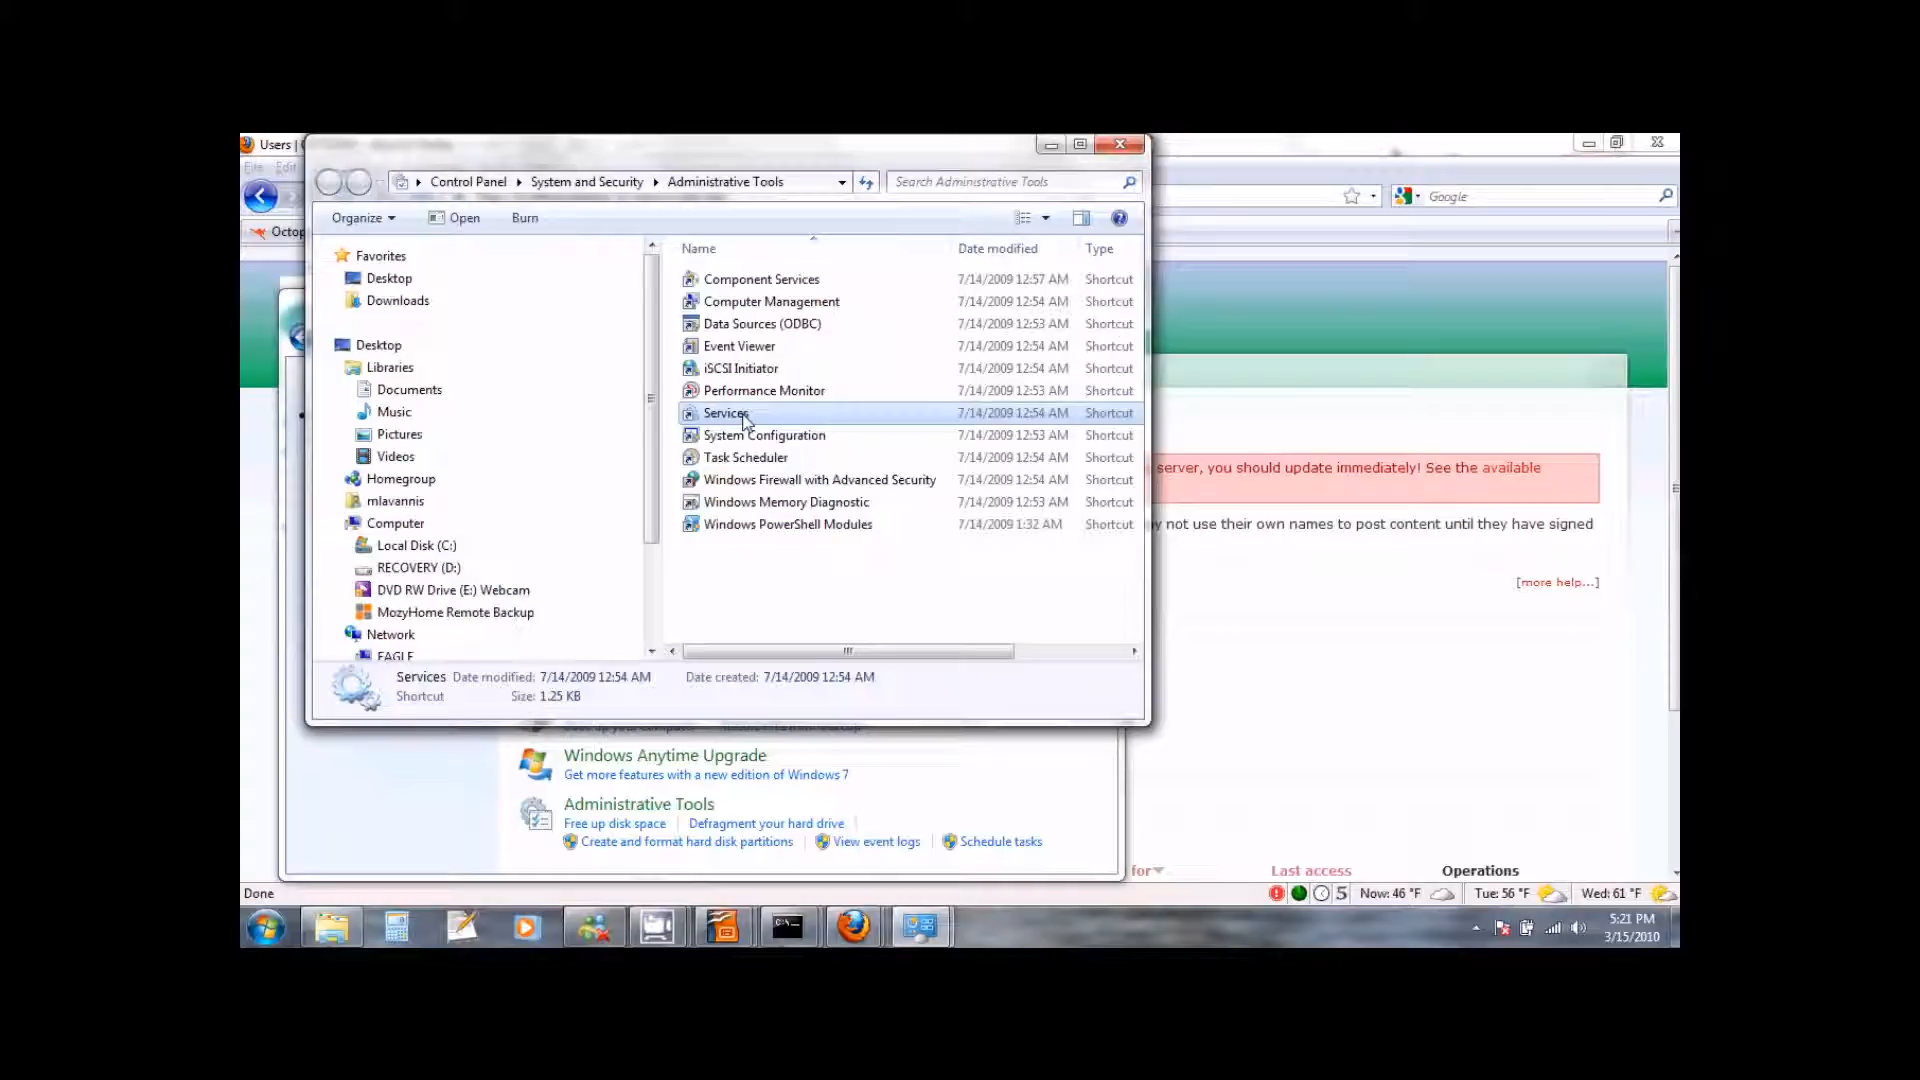 Users |
File Edit
Control Panel System and Security Administrative Tools
Search Administrative Tools
Google
Organize Open Burn
Octop
Name Date modified Type
Favorites
Desktop
Downloads
Desktop
Libraries
Documents
Music
Pictures
Videos
Homegroup
mlavannis
Computer
Local Disk (C:)
RECOVERY (D:)
DVD RW Drive (E:) Webcam
MozyHome Remote Backup
Network
EAGLE
Component Services 7/14/2009 12:57 AM Shortcut
Computer Management 7/14/2009 12:54 AM Shortcut
Data Sources (ODBC) 7/14/2009 12:53 AM Shortcut
Event Viewer 7/14/2009 12:54 AM Shortcut
iSCSI Initiator 7/14/2009 12:54 AM Shortcut
Performance Monitor 7/14/2009 12:53 AM Shortcut
Services 7/14/2009 12:54 AM Shortcut
System Configuration 7/14/2009 12:53 AM Shortcut
Task Scheduler 7/14/2009 12:54 AM Shortcut
Windows Firewall with Advanced Security 7/14/2009 12:54 AM Shortcut
Windows Memory Diagnostic 7/14/2009 12:53 AM Shortcut
Windows PowerShell Modules 7/14/2009 1:32 AM Shortcut
server, you should update immediately! See the available
y not use their own names to post content until they have signed
[more help...]
Services Date modified: 7/14/2009 12:54 AM Date created: 7/14/2009 12:54 AM
Shortcut Size: 1.25 KB
Windows Anytime Upgrade
Get more features with a new edition of Windows 7
Administrative Tools
Free up disk space Defragment your hard drive
Create and format hard disk partitions View event logs Schedule tasks
for Last access Operations
Done
5 Now: 46 °F Tue: 56 °F Wed: 61 °F
5:21 PM
3/15/2010